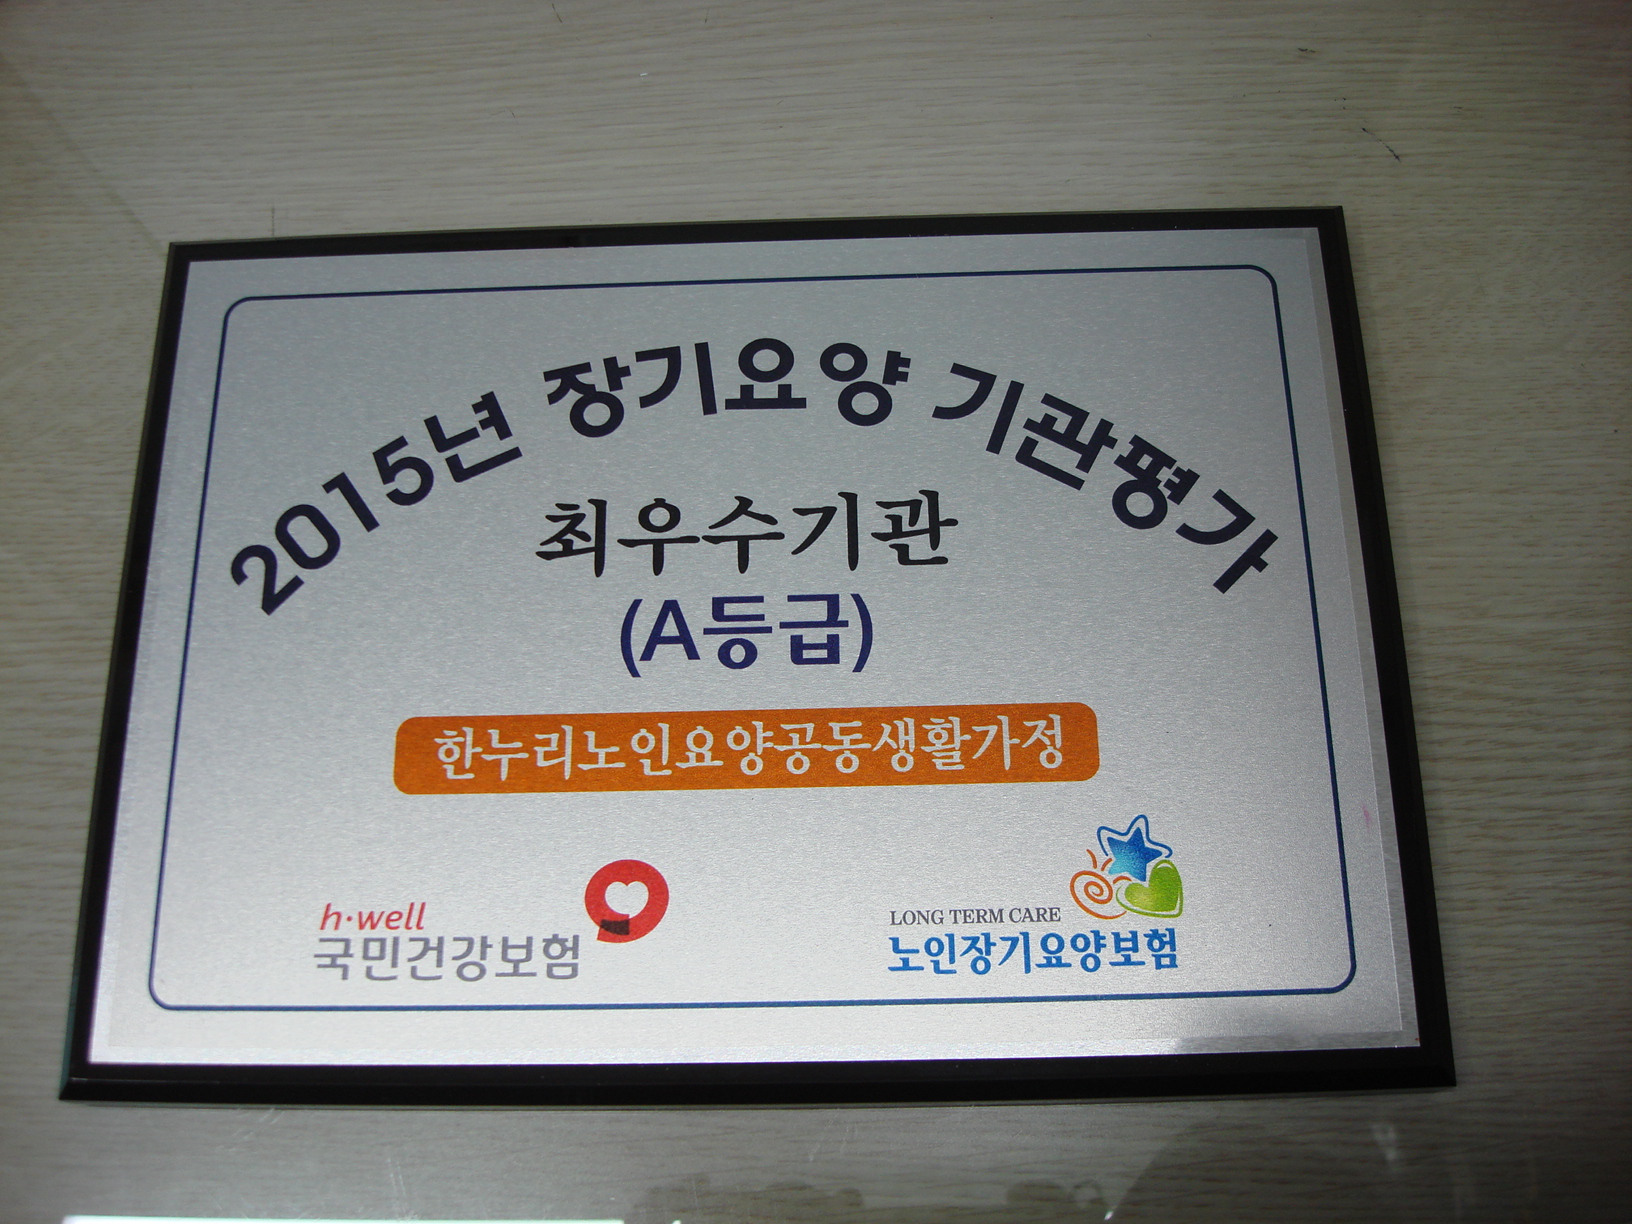 2015년 장기요양 기관평가
최우수기관
(A등급)
한누리노인요양공동생활가정
h·well
국민건강보험
LONG TERM CARE
노인장기요양보험